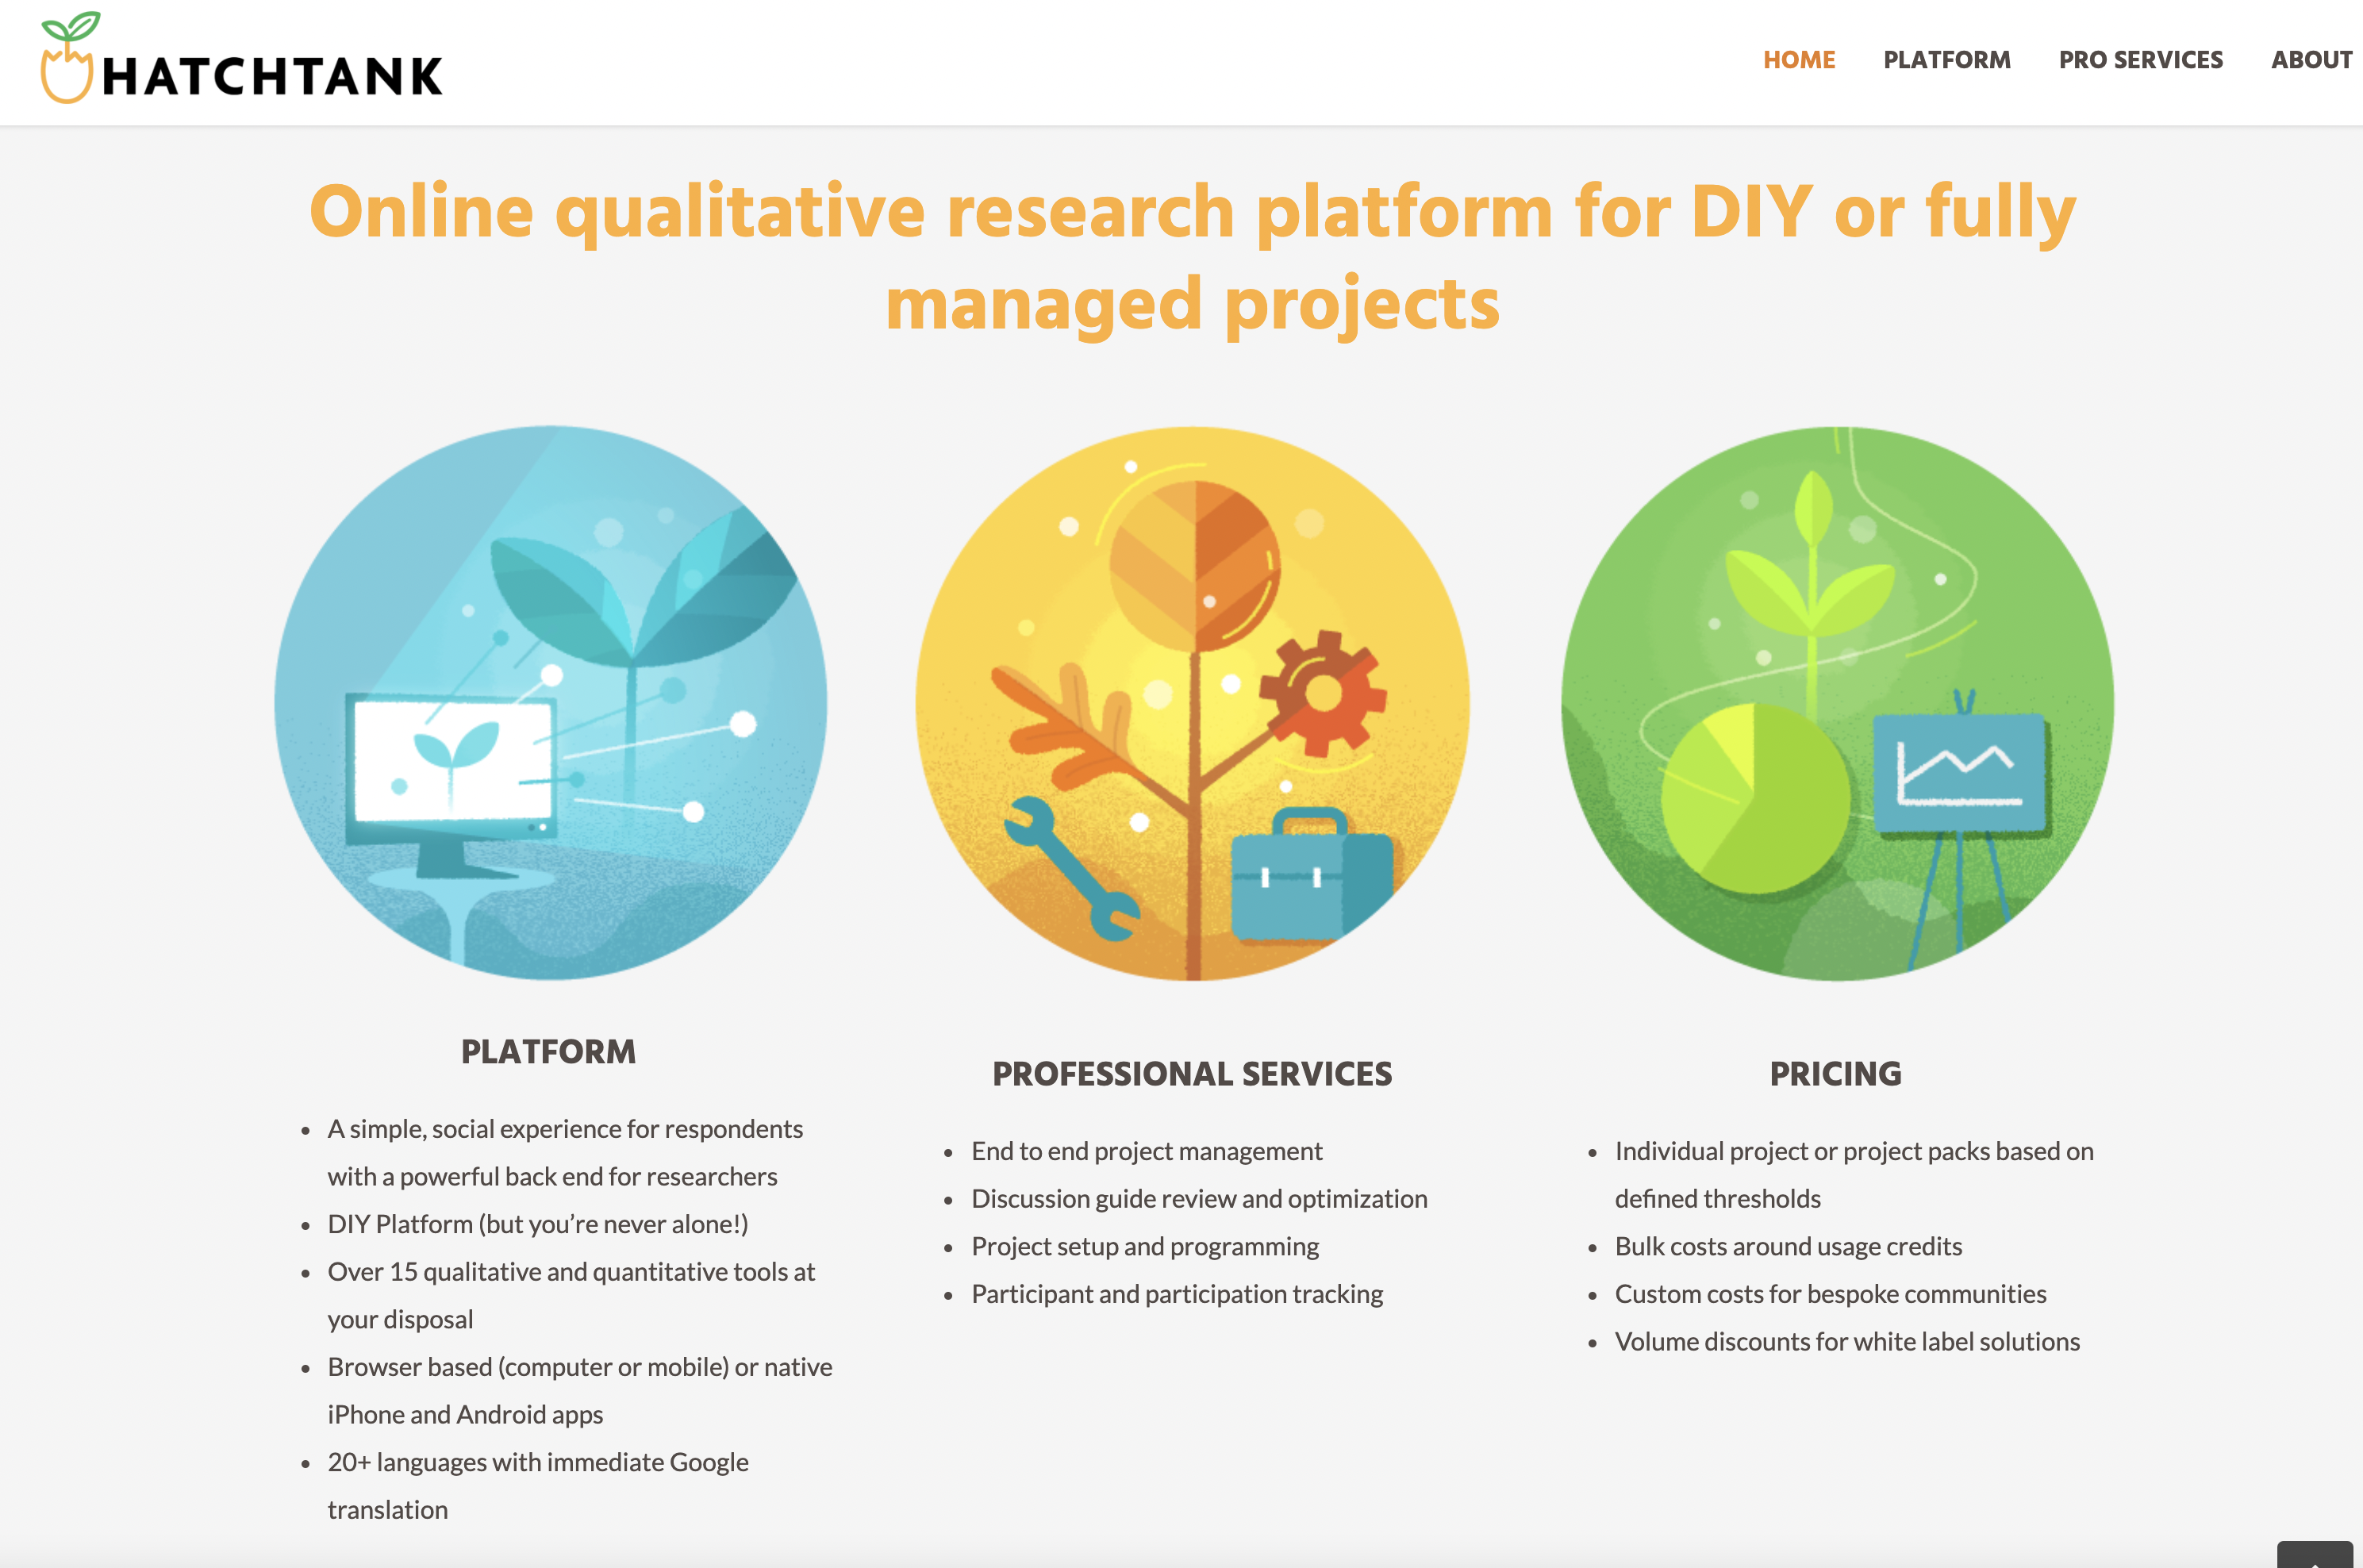 HATCHTANK
HOME PLATFORM PRO SERVICES ABOUT
Online qualitative research platform for DIY or fully
managed projects
PLATFORM
• A simple, social experience for respondents
with a powerful back end for researchers
• DIY Platform (but you’re never alone!)
• Over 15 qualitative and quantitative tools at
your disposal
• Browser based (computer or mobile) or native
iPhone and Android apps
• 20+ languages with immediate Google
translation
PROFESSIONAL SERVICES
• End to end project management
• Discussion guide review and optimization
• Project setup and programming
• Participant and participation tracking
PRICING
• Individual project or project packs based on
defined thresholds
• Bulk costs around usage credits
• Custom costs for bespoke communities
• Volume discounts for white label solutions